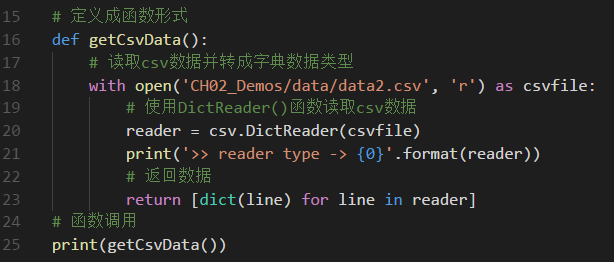 15 # 定义成函数形式
16 def getCsvData():
17     # 读取csv数据并转成字典数据类型
18     with open('CH02_Demos/data/data2.csv', 'r') as csvfile:
19         # 使用DictReader()函数读取csv数据
20         reader = csv.DictReader(csvfile)
21         print('>> reader type -> {0}'.format(reader))
22         # 返回数据
23         return [dict(line) for line in reader]
24 # 函数调用
25 print(getCsvData())